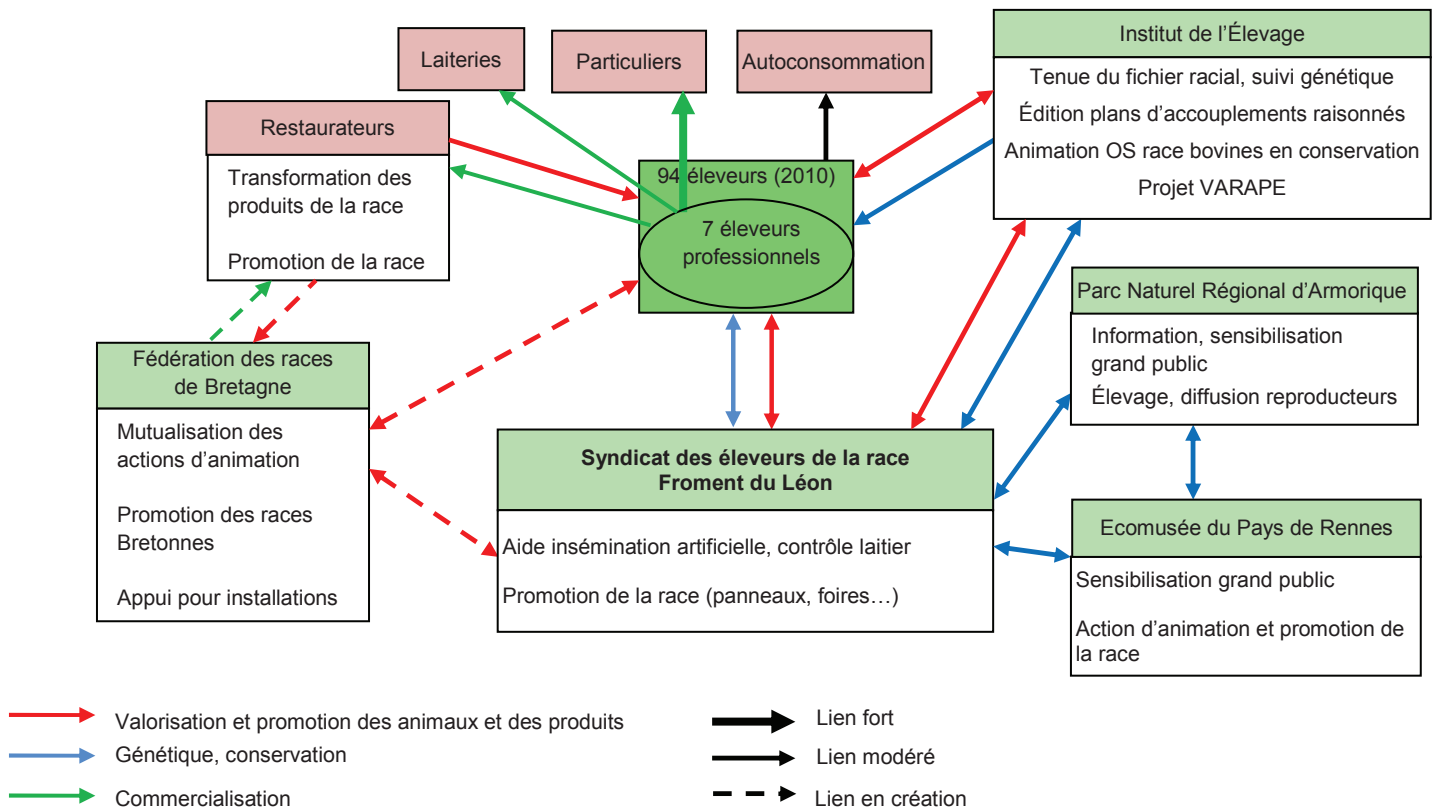 Laiteries
Particuliers
Autoconsommation
Institut de l'Élevage
Tenue du fichier racial, suivi génétique
Édition plans d'accouplements raisonnés
Animation OS race bovines en conservation
Projet VARAPE
Restaurateurs
Transformation des
produits de la race
Promotion de la race
94 éleveurs (2010)
7 éleveurs
professionnels
Parc Naturel Régional d'Armorique
Information, sensibilisation
grand public
Élevage, diffusion reproducteurs
Fédération des races
de Bretagne
Mutualisation des
actions d'animation
Promotion des races
Bretonnes
Appui pour installations
Syndicat des éleveurs de la race
Froment du Léon
Aide insémination artificielle, contrôle laitier
Promotion de la race (panneaux, foires…)
Ecomusée du Pays de Rennes
Sensibilisation grand public
Action d'animation et promotion de
la race
Valorisation et promotion des animaux et des produits
Génétique, conservation
Commercialisation
Lien fort
Lien modéré
Lien en création